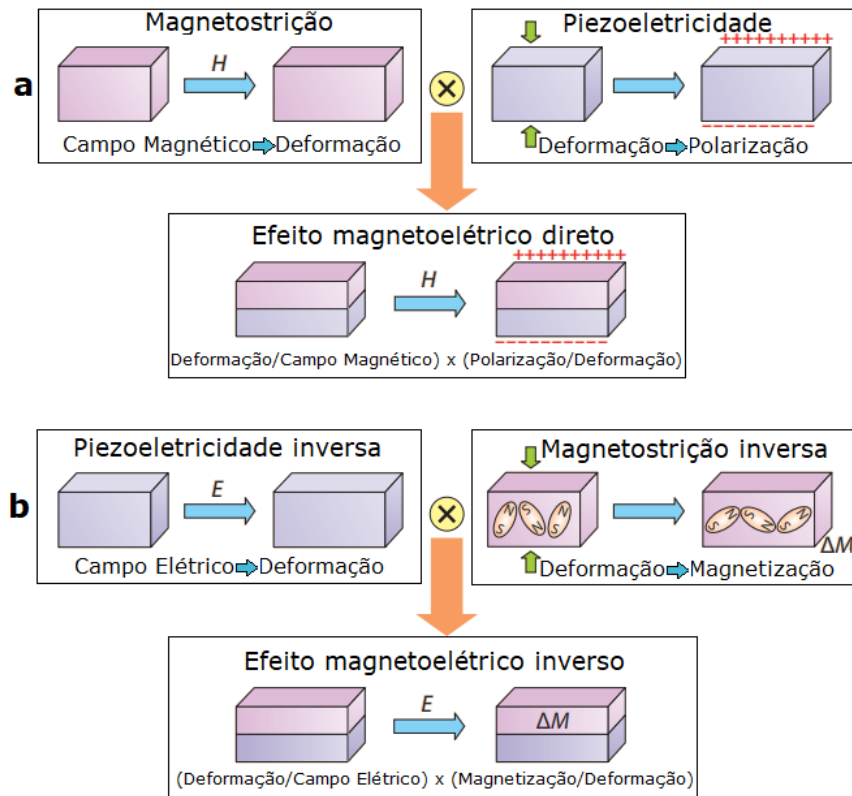 a
Magnetostrição
H
Campo Magnético Deformação
Piezoeletricidade
++++++++++
−−−−−−−−−−
Deformação Polarização
Efeito magnetoelétrico direto
++++++++++
H
−−−−−−−−−−
Deformação/Campo Magnético) x (Polarização/Deformação)
b
Piezoeletricidade inversa
E
Campo Elétrico Deformação
Magnetostrição inversa
N S S N N S
N S S N N S
ΔM
Deformação Magnetização
Efeito magnetoelétrico inverso
E
ΔM
(Deformação/Campo Elétrico) x (Magnetização/Deformação)